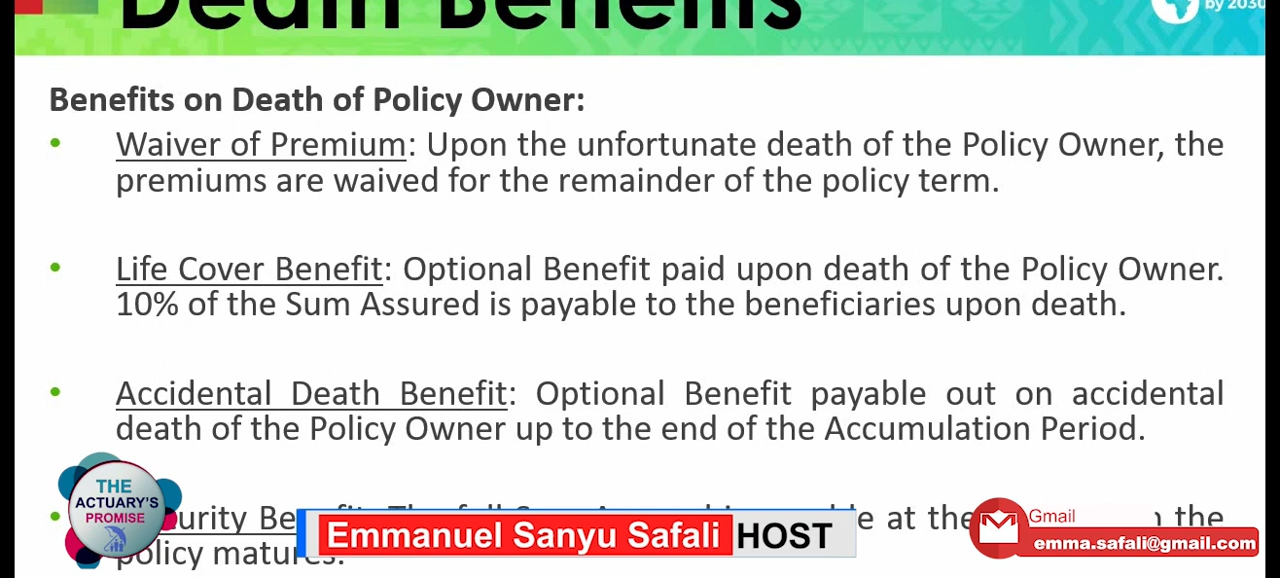 Death Benefits
by 2030
Benefits on Death of Policy Owner:
• Waiver of Premium: Upon the unfortunate death of the Policy Owner, the
premiums are waived for the remainder of the policy term.
• Life Cover Benefit: Optional Benefit paid upon death of the Policy Owner.
10% of the Sum Assured is payable to the beneficiaries upon death.
• Accidental Death Benefit: Optional Benefit payable out on accidental
death of the Policy Owner up to the end of the Accumulation Period.
• at the the
policy matures.
THE
ACTUARY'S
PROMISE
Emmanuel Sanyu Safali HOST
Gmail
emma.safali@gmail.com